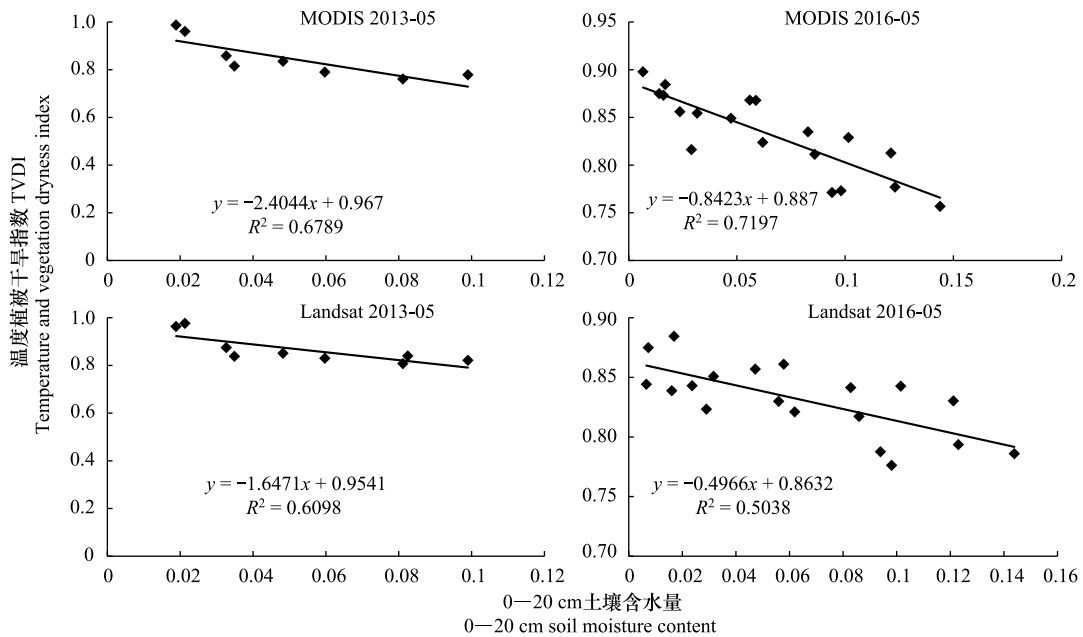 温度植被干旱指数 TVDI
Temperature and vegetation dryness index
MODIS 2013-05
1.0
0.8
0.6
0.4
0.2
0
y = −2.4044x + 0.967
R² = 0.6789
0 0.02 0.04 0.06 0.08 0.1 0.12
MODIS 2016-05
0.95
0.90
0.85
0.80
0.75
0.70
y = −0.8423x + 0.887
R² = 0.7197
0 0.05 0.1 0.15 0.2
Landsat 2013-05
1.0
0.8
0.6
0.4
0.2
0
y = −1.6471x + 0.9541
R² = 0.6098
0 0.02 0.04 0.06 0.08 0.1 0.12
Landsat 2016-05
0.90
0.85
0.80
0.75
0.70
y = −0.4966x + 0.8632
R² = 0.5038
0 0.02 0.04 0.06 0.08 0.1 0.12 0.14 0.16
0—20 cm土壤含水量
0—20 cm soil moisture content